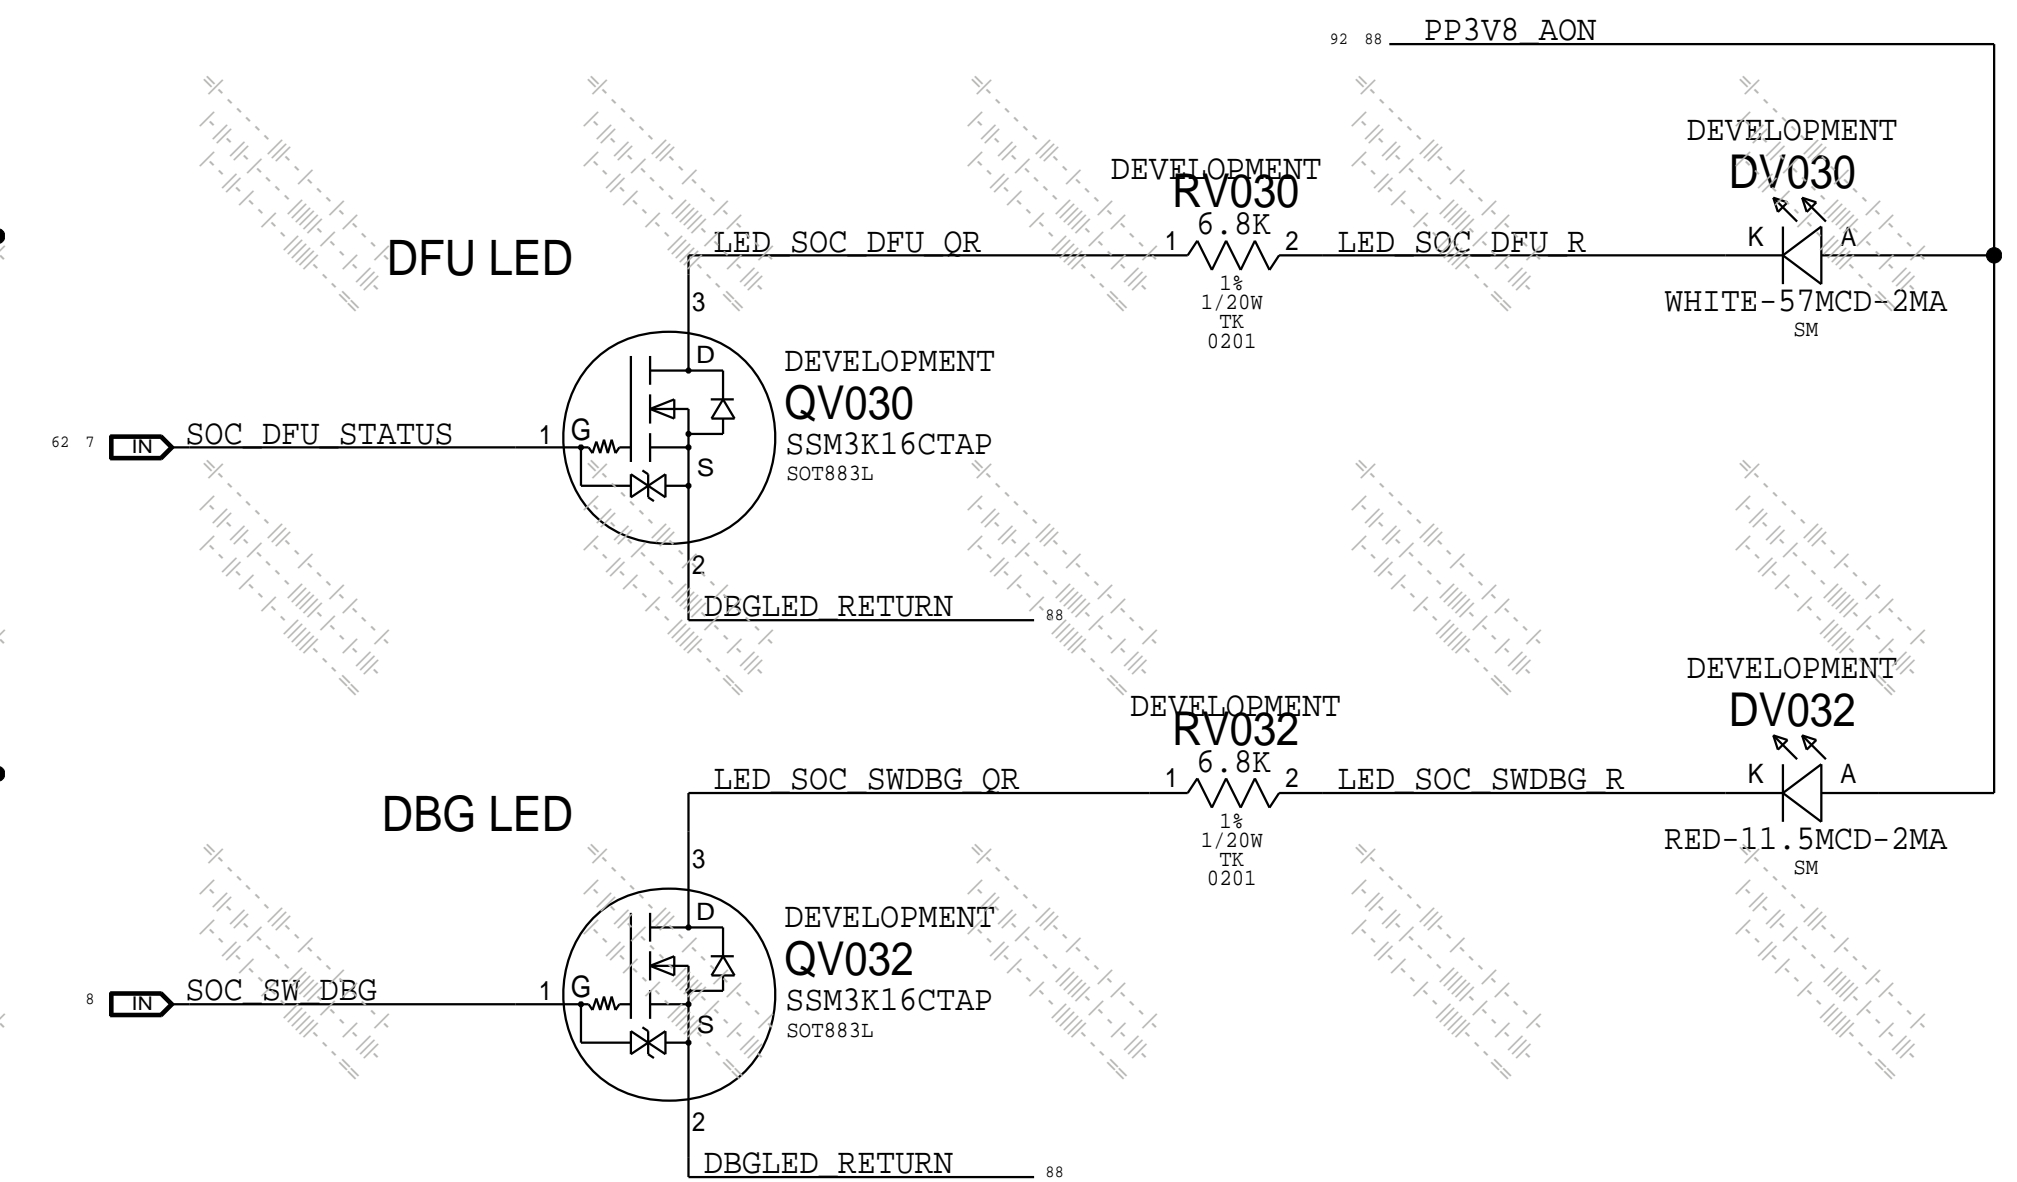 92 88 PP3V8_AON
DEVELOPMENT
DV030
K A
WHITE-57MCD-2MA
SM
DEVELOPMENT
RV030
6.8K
1 2
1%
1/20W
TK
0201
LED_SOC_DFU_QR
LED_SOC_DFU_R
DFU LED
3
D
DEVELOPMENT
QV030
SSM3K16CTAP
SOT883L
62 7 IN SOC_DFU_STATUS 1 G
S
2
DBGLED_RETURN 88
DEVELOPMENT
DV032
K A
RED-11.5MCD-2MA
SM
DEVELOPMENT
RV032
6.8K
1 2
1%
1/20W
TK
0201
LED_SOC_SWDBG_QR
LED_SOC_SWDBG_R
DBG LED
3
D
DEVELOPMENT
QV032
SSM3K16CTAP
SOT883L
8 IN SOC_SW_DBG 1 G
S
2
DBGLED_RETURN 88